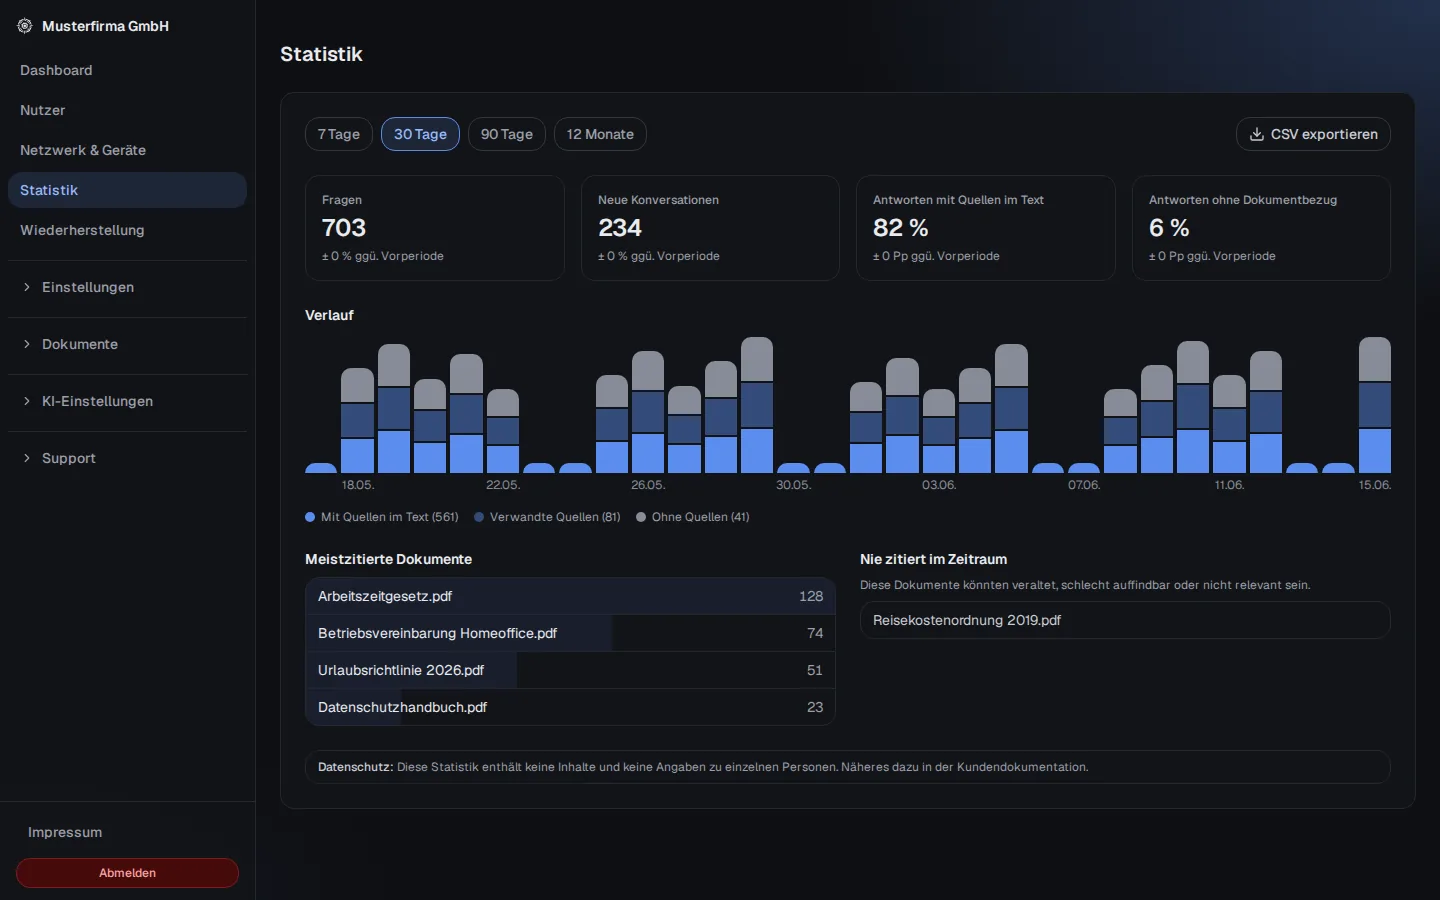 Musterfirma GmbH
Dashboard
Nutzer
Netzwerk & Geräte
Statistik
Wiederherstellung
Einstellungen
Dokumente
KI-Einstellungen
Support
Impressum
Abmelden
Statistik
7 Tage
30 Tage
90 Tage
12 Monate
CSV exportieren
Fragen
703
± 0 % ggü. Vorperiode
Neue Konversationen
234
± 0 % ggü. Vorperiode
Antworten mit Quellen im Text
82 %
± 0 Pp ggü. Vorperiode
Antworten ohne Dokumentbezug
6 %
± 0 Pp ggü. Vorperiode
Verlauf
18.05. 22.05. 26.05. 30.05. 03.06. 07.06. 11.06. 15.06.
Mit Quellen im Text (561) Verwandte Quellen (81) Ohne Quellen (41)
Meistzitierte Dokumente
Arbeitszeitgesetz.pdf 128
Betriebsvereinbarung Homeoffice.pdf 74
Urlaubsrichtlinie 2026.pdf 51
Datenschutzhandbuch.pdf 23
Nie zitiert im Zeitraum
Diese Dokumente könnten veraltet, schlecht auffindbar oder nicht relevant sein.
Reisekostenordnung 2019.pdf
Datenschutz: Diese Statistik enthält keine Inhalte und keine Angaben zu einzelnen Personen. Näheres dazu in der Kundendokumentation.